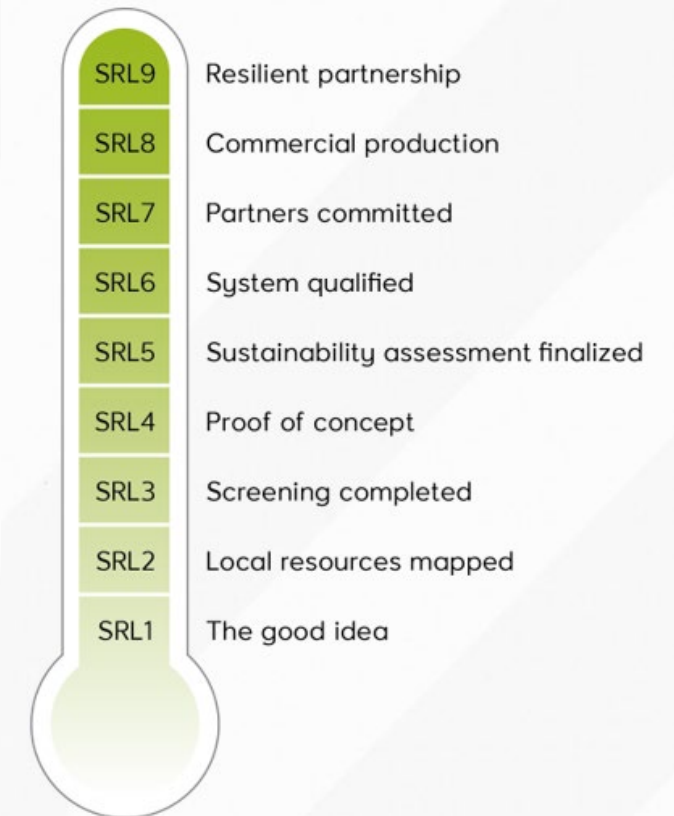 SRL9 Resilient partnership
SRL8 Commercial production
SRL7 Partners committed
SRL6 System qualified
SRL5 Sustainability assessment finalized
SRL4 Proof of concept
SRL3 Screening completed
SRL2 Local resources mapped
SRL1 The good idea